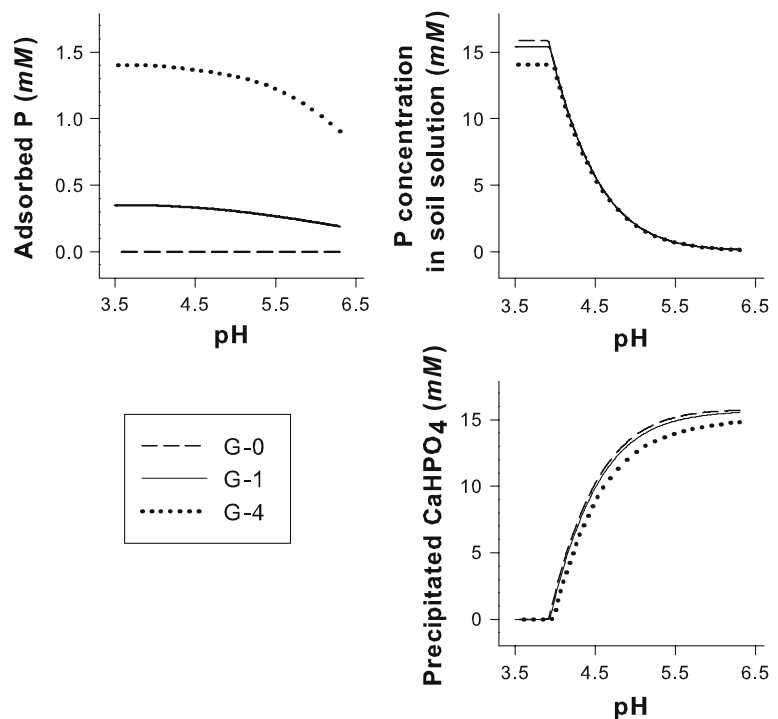 Adsorbed P (mM)
1.5
1.0
0.5
0.0
3.5 4.5 5.5 6.5
pH
P concentration
in soil solution (mM)
15
10
5
0
3.5 4.5 5.5 6.5
pH
G-0
G-1
G-4
Precipitated CaHPO4 (mM)
15
10
5
0
3.5 4.5 5.5 6.5
pH